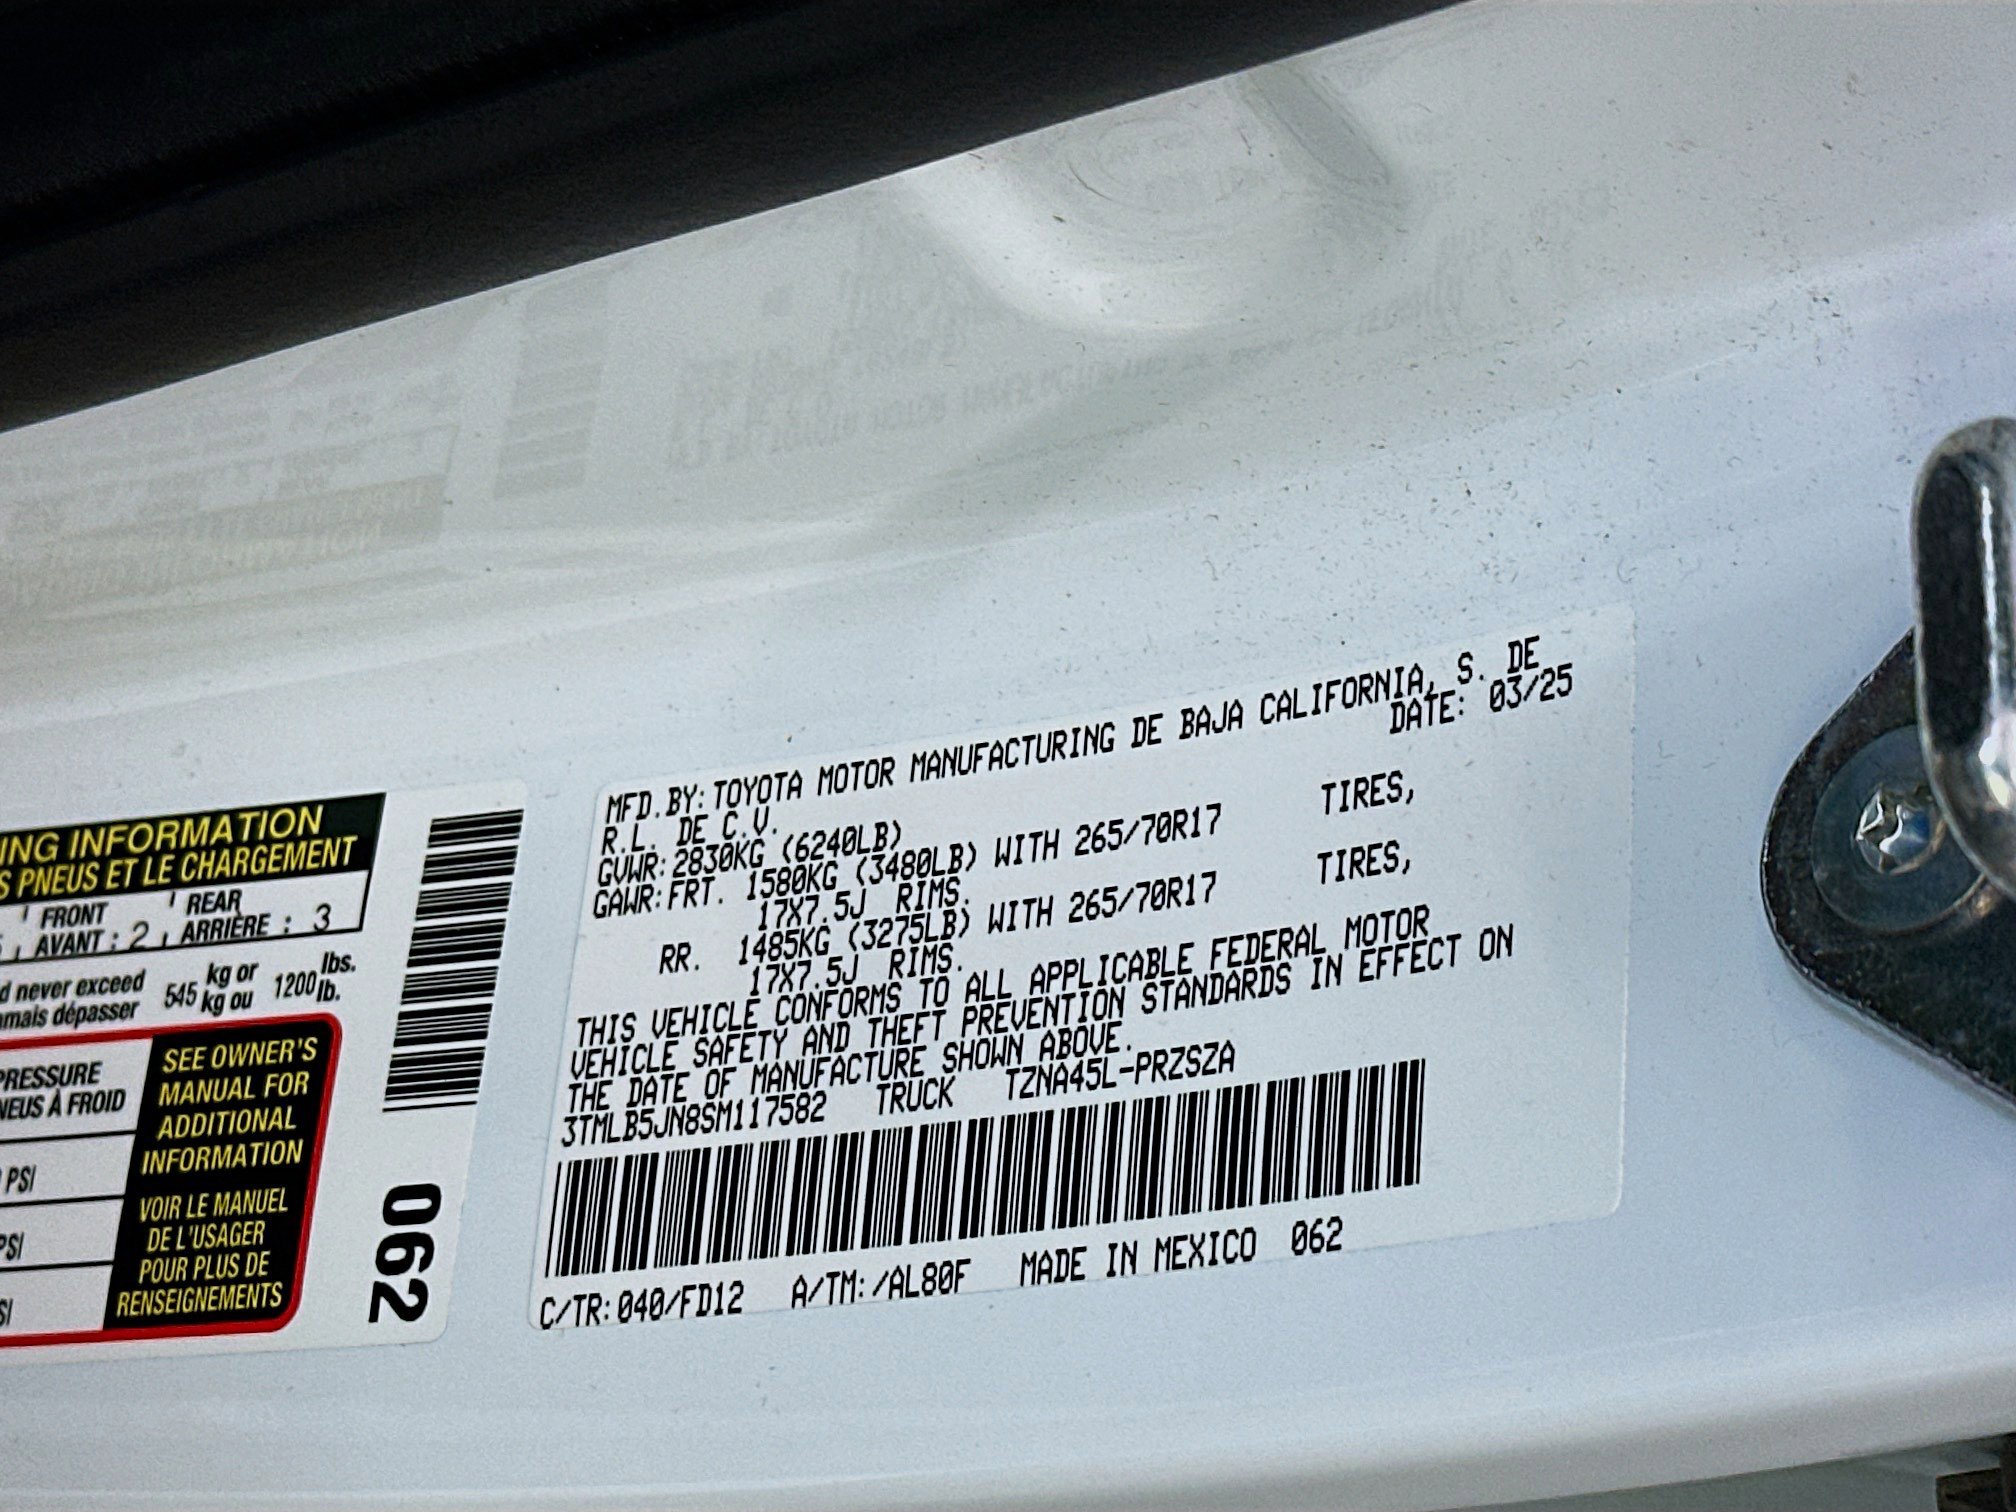 ING INFORMATION
S PNEUS ET LE CHARGEMENT
FRONT
AVANT : 2
REAR
ARRIÈRE : 3
d never exceed
amais dépasser
545 kg or
kg ou
1200 lbs.
lb.
PRESSURE
NEUS À FROID
PSI
PSI
SI
SEE OWNER'S
MANUAL FOR
ADDITIONAL
INFORMATION
VOIR LE MANUEL
DE L'USAGER
POUR PLUS DE
RENSEIGNEMENTS
062
MFD.BY: TOYOTA MOTOR MANUFACTURING DE BAJA CALIFORNIA, S. DE
R.L. DE C.V. DATE: 03/25
GVWR: 2830KG (6240LB)
GAWR: FRT. 1580KG (3480LB) WITH 265/70R17 TIRES,
17X7.5J RIMS.
RR. 1485KG (3275LB) WITH 265/70R17 TIRES,
17X7.5J RIMS.
THIS VEHICLE CONFORMS TO ALL APPLICABLE FEDERAL MOTOR
VEHICLE SAFETY AND THEFT PREVENTION STANDARDS IN EFFECT ON
THE DATE OF MANUFACTURE SHOWN ABOVE.
3TMLB5JN8SM117582 TRUCK TZNA45L-PRZSZA
C/TR: 040/FD12 A/TM: /AL80F MADE IN MEXICO 062